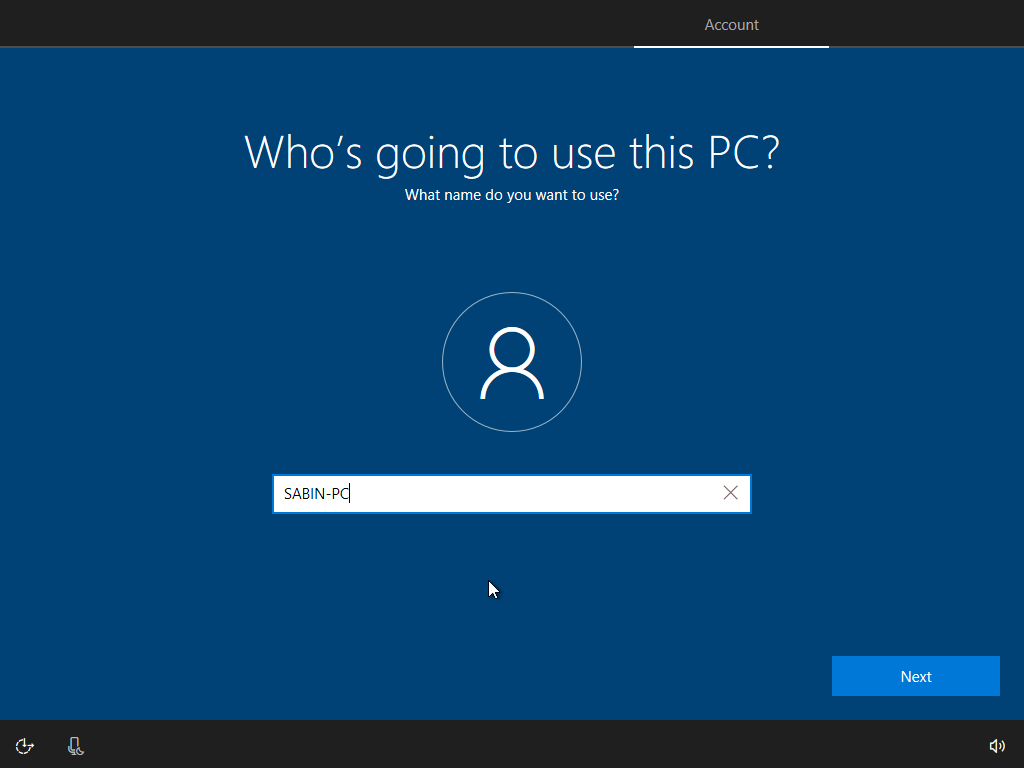 Account
Who's going to use this PC?
What name do you want to use?
SABIN-PC
Next